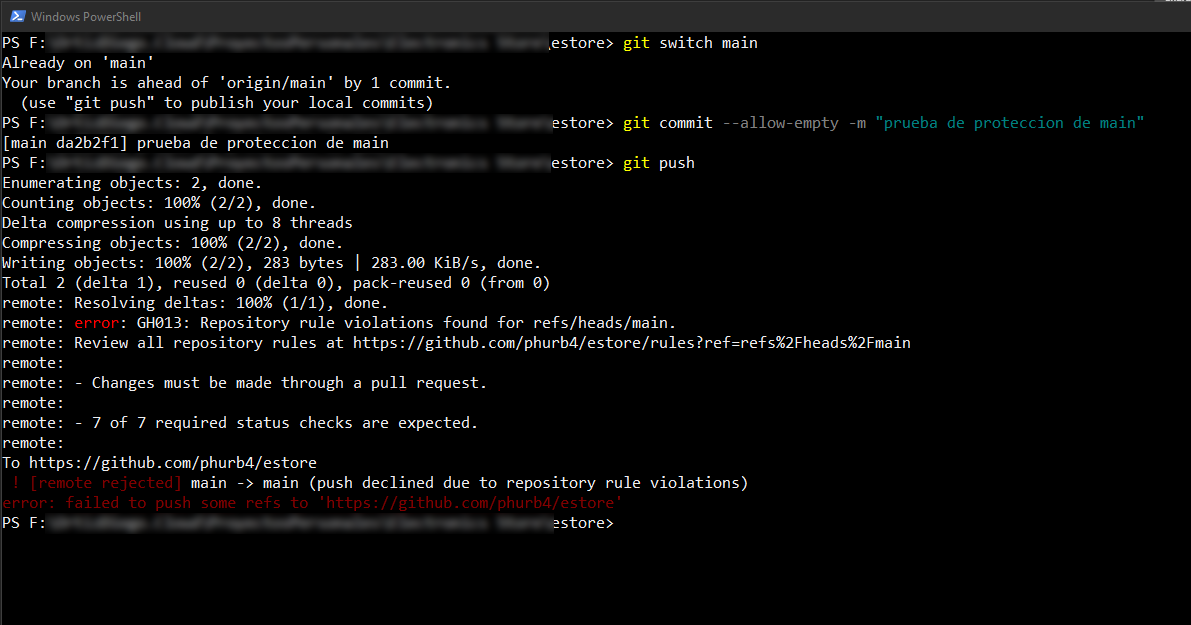 Windows PowerShell
PS F: estore> git switch main
Already on 'main'
Your branch is ahead of 'origin/main' by 1 commit.
  (use "git push" to publish your local commits)
PS F: estore> git commit --allow-empty -m "prueba de proteccion de main"
[main da2b2f1] prueba de proteccion de main
PS F: estore> git push
Enumerating objects: 2, done.
Counting objects: 100% (2/2), done.
Delta compression using up to 8 threads
Compressing objects: 100% (2/2), done.
Writing objects: 100% (2/2), 283 bytes | 283.00 KiB/s, done.
Total 2 (delta 1), reused 0 (delta 0), pack-reused 0 (from 0)
remote: Resolving deltas: 100% (1/1), done.
remote: error: GH013: Repository rule violations found for refs/heads/main.
remote: Review all repository rules at https://github.com/phurb4/estore/rules?ref=refs%2Fheads%2Fmain
remote:
remote: - Changes must be made through a pull request.
remote:
remote: - 7 of 7 required status checks are expected.
remote:
To https://github.com/phurb4/estore
 ! [remote rejected] main -> main (push declined due to repository rule violations)
error: failed to push some refs to 'https://github.com/phurb4/estore'
PS F: estore>